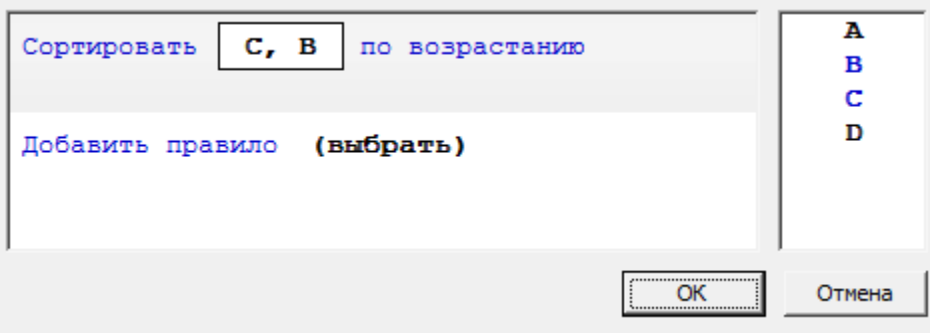 Сортировать C, B по возрастанию
Добавить правило (выбрать)
A
B
C
D
OK
Отмена